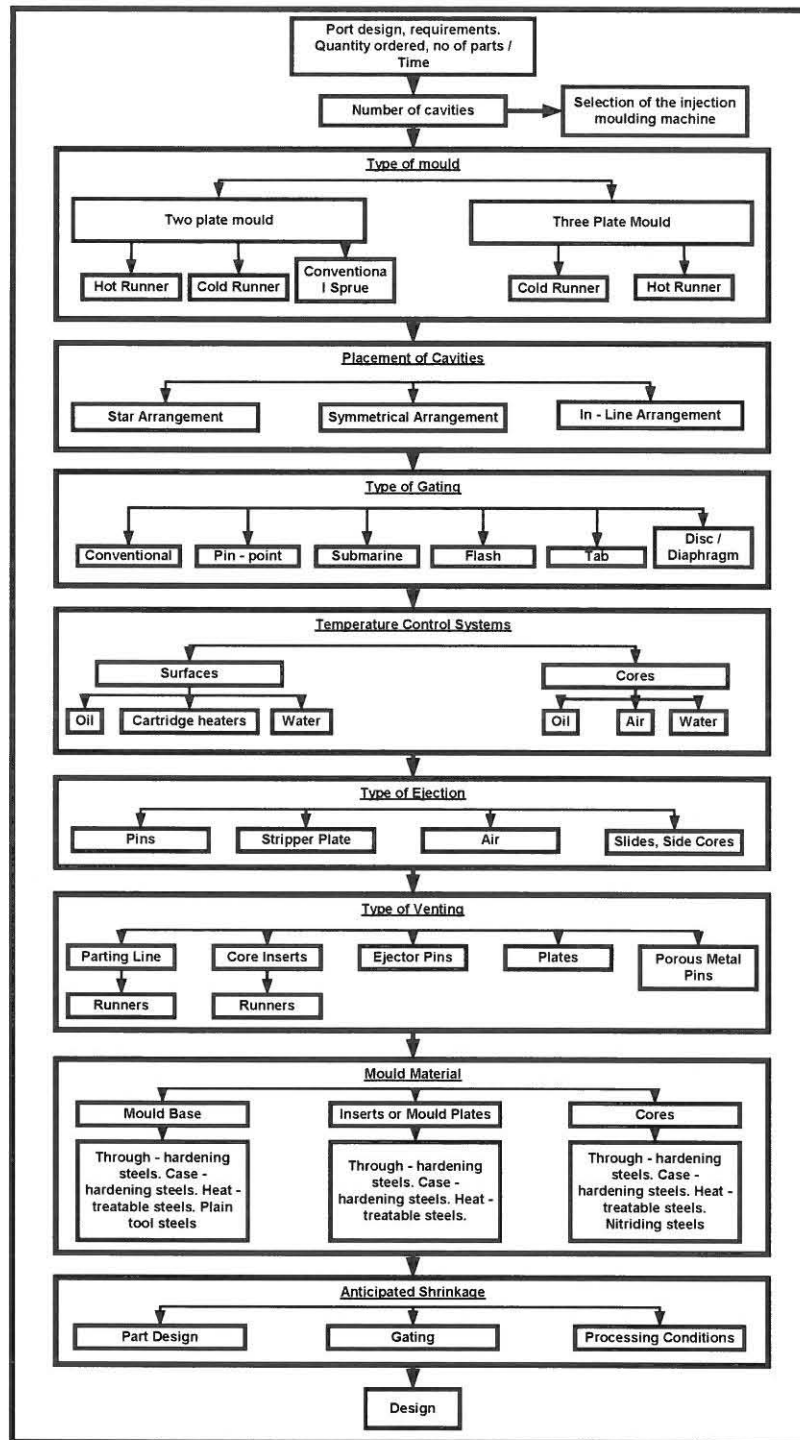 Port design, requirements.
Quantity ordered, no of parts /
Time
Number of cavities
Selection of the injection
moulding machine
Type of mould
Two plate mould
Three Plate Mould
Hot Runner
Cold Runner
Conventiona
l Sprue
Cold Runner
Hot Runner
Placement of Cavities
Star Arrangement
Symmetrical Arrangement
In - Line Arrangement
Type of Gating
Conventional
Pin - point
Submarine
Flash
Tab
Disc /
Diaphragm
Temperature Control Systems
Surfaces
Cores
Oil
Cartridge heaters
Water
Oil
Air
Water
Type of Ejection
Pins
Stripper Plate
Air
Slides, Side Cores
Type of Venting
Parting Line
Core Inserts
Ejector Pins
Plates
Porous Metal
Pins
Runners
Runners
Mould Material
Mould Base
Inserts or Mould Plates
Cores
Through - hardening
steels. Case -
hardening steels. Heat -
treatable steels. Plain
tool steels
Through - hardening
steels. Case -
hardening steels. Heat -
treatable steels.
Through - hardening
steels. Case -
hardening steels. Heat -
treatable steels.
Nitriding steels
Anticipated Shrinkage
Part Design
Gating
Processing Conditions
Design